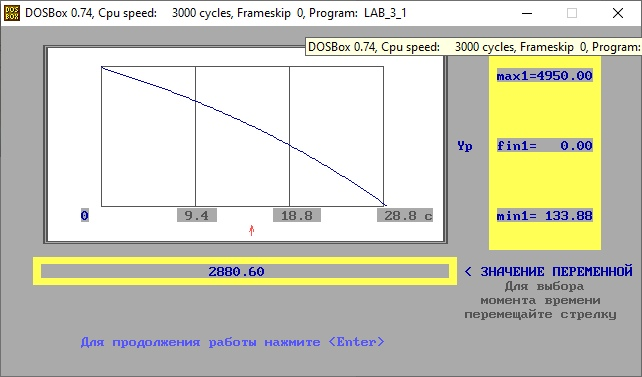 DOSBox 0.74, Cpu speed: 3000 cycles, Frameskip 0, Program: LAB_3_1
DOSBox 0.74, Cpu speed: 3000 cycles, Frameskip 0, Program:
max1=4950.00
Yp fin1= 0.00
min1= 133.88
0 9.4 18.8 28.8 c
2880.60 < ЗНАЧЕНИЕ ПЕРЕМЕННОЙ
Для выбора
момента времени
перемещайте стрелку
Для продолжения работы нажмите <Enter>